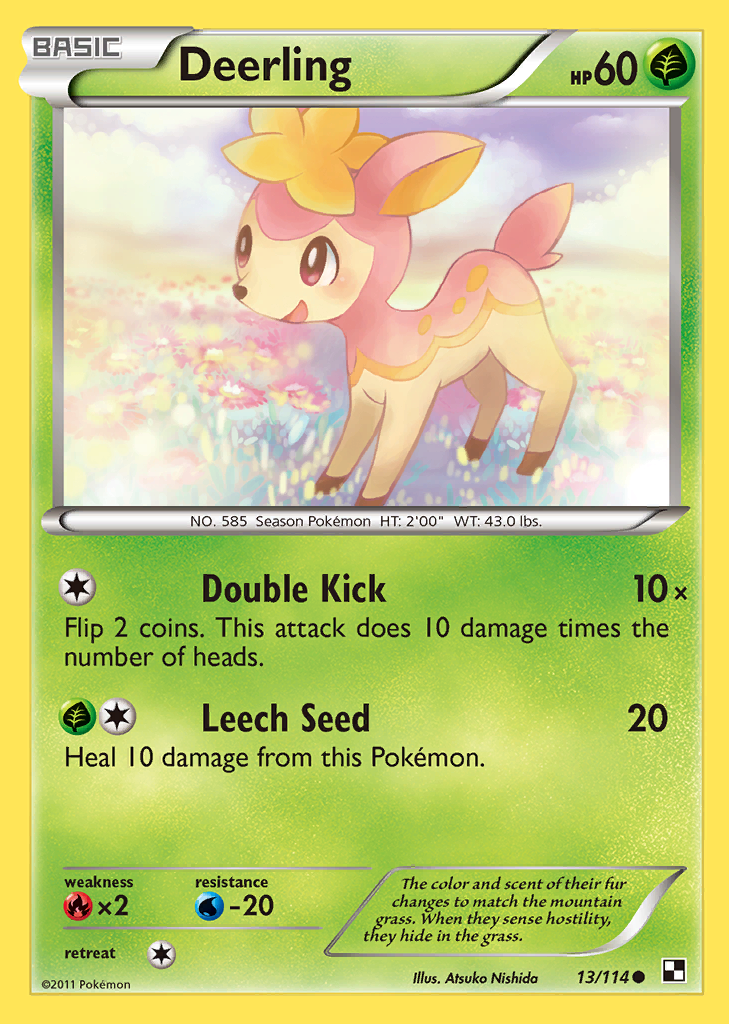 BASIC
Deerling
HP60
NO. 585 Season Pokémon HT: 2'00" WT: 43.0 lbs.
Double Kick 10×
Flip 2 coins. This attack does 10 damage times the
number of heads.
Leech Seed 20
Heal 10 damage from this Pokémon.
weakness resistance
×2 -20
retreat
The color and scent of their fur
changes to match the mountain
grass. When they sense hostility,
they hide in the grass.
©2011 Pokémon
Illus. Atsuko Nishida 13/114